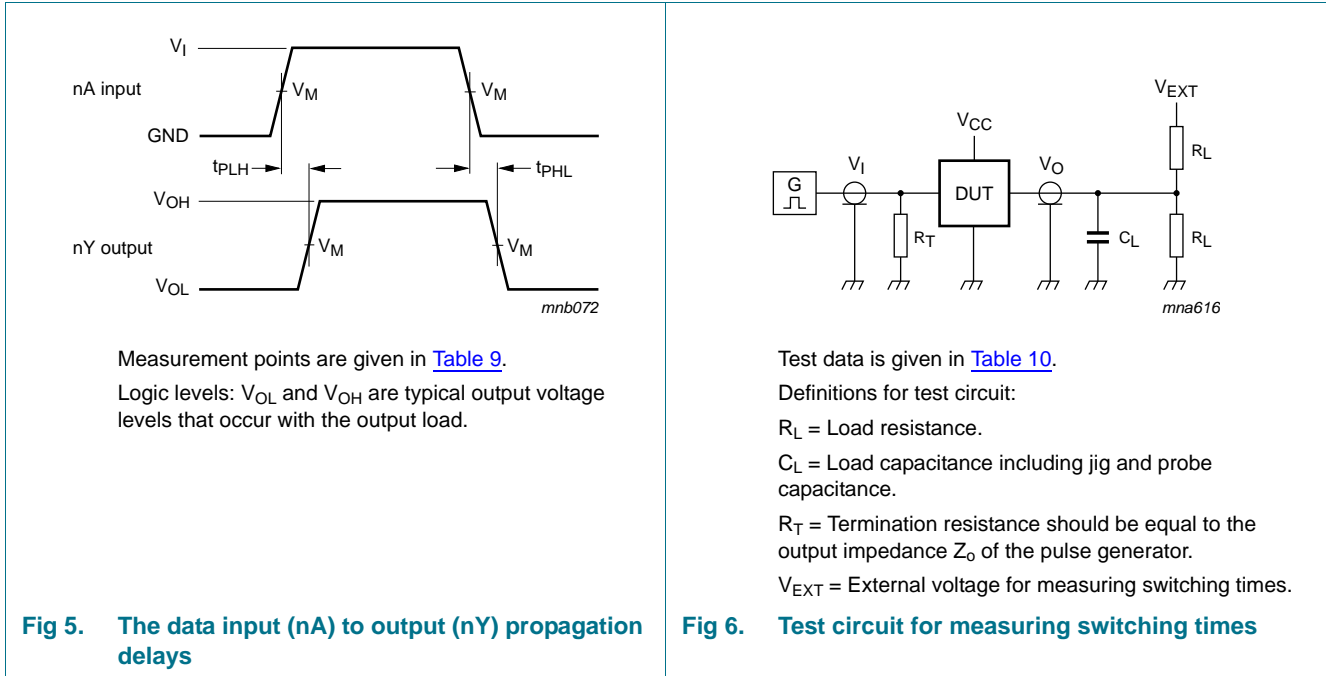 V_I
nA input
V_M
V_M
GND
t_PLH
t_PHL
V_OH
nY output
V_M
V_M
V_OL
mnb072
Measurement points are given in Table 9.
Logic levels: V_OL and V_OH are typical output voltage
levels that occur with the output load.
Fig 5. The data input (nA) to output (nY) propagation
delays
V_EXT
V_CC
R_L
V_I
V_O
G
DUT
R_T
C_L
R_L
mna616
Test data is given in Table 10.
Definitions for test circuit:
R_L = Load resistance.
C_L = Load capacitance including jig and probe
capacitance.
R_T = Termination resistance should be equal to the
output impedance Z_o of the pulse generator.
V_EXT = External voltage for measuring switching times.
Fig 6. Test circuit for measuring switching times